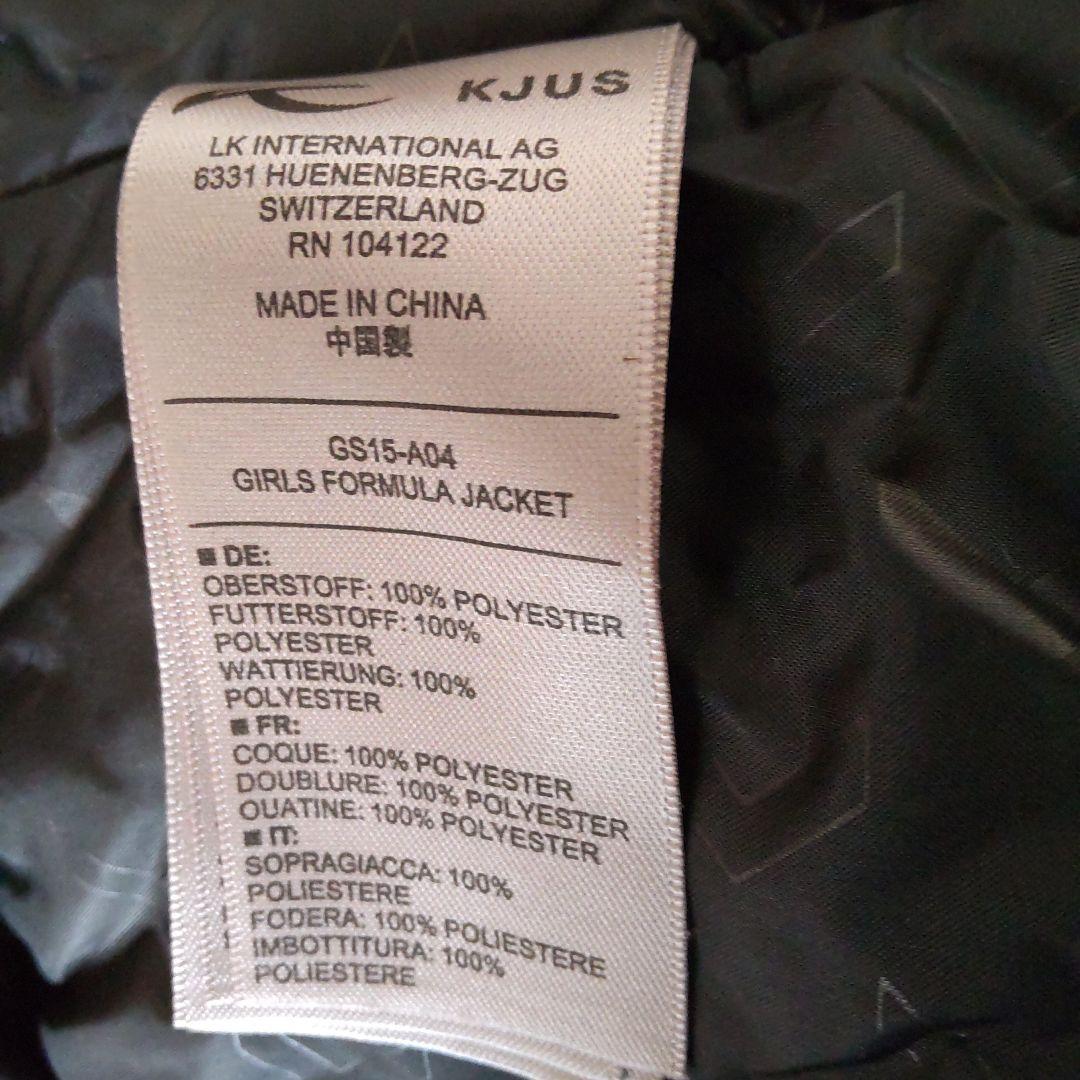 KJUS
LK INTERNATIONAL AG
6331 HUENENBERG-ZUG
SWITZERLAND
RN 104122
MADE IN CHINA
中国製
GS15-A04
GIRLS FORMULA JACKET
■ DE:
OBERSTOFF: 100% POLYESTER
FUTTERSTOFF: 100%
POLYESTER
WATTIERUNG: 100%
POLYESTER
■ FR:
COQUE: 100% POLYESTER
DOUBLURE: 100% POLYESTER
OUATINE: 100% POLYESTER
■ IT:
SOPRAGIACCA: 100%
POLIESTERE
FODERA: 100% POLIESTERE
IMBOTTITURA: 100%
POLIESTERE